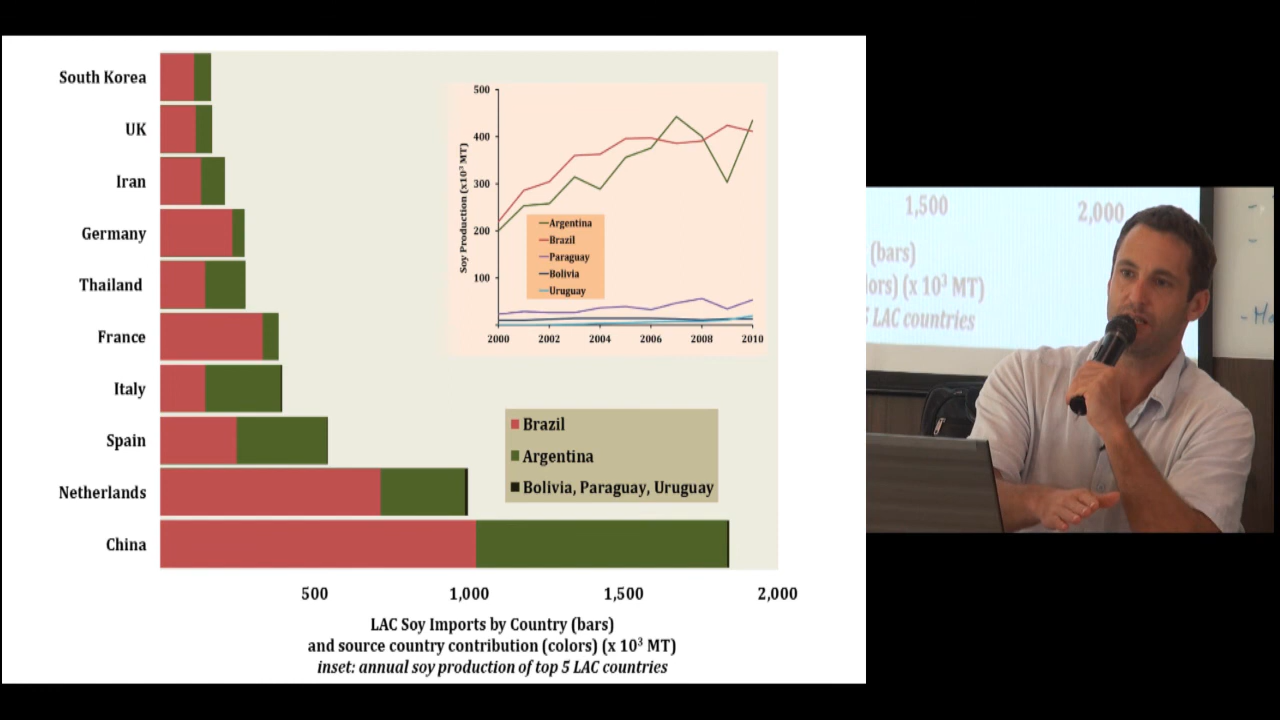 South Korea
UK
Iran
Germany
Thailand
France
Italy
Spain
Netherlands
China
500
1,000
1,500
2,000
LAC Soy Imports by Country (bars)
and source country contribution (colors) (x 10³ MT)
inset: annual soy production of top 5 LAC countries
Soy Production (x10³ MT)
500
400
300
200
100
2000
2002
2004
2006
2008
2010
Argentina
Brazil
Paraguay
Bolivia
Uruguay
Brazil
Argentina
Bolivia, Paraguay, Uruguay
1,500
2,000
(bars)
lors) (x 10³ MT)
LAC countries